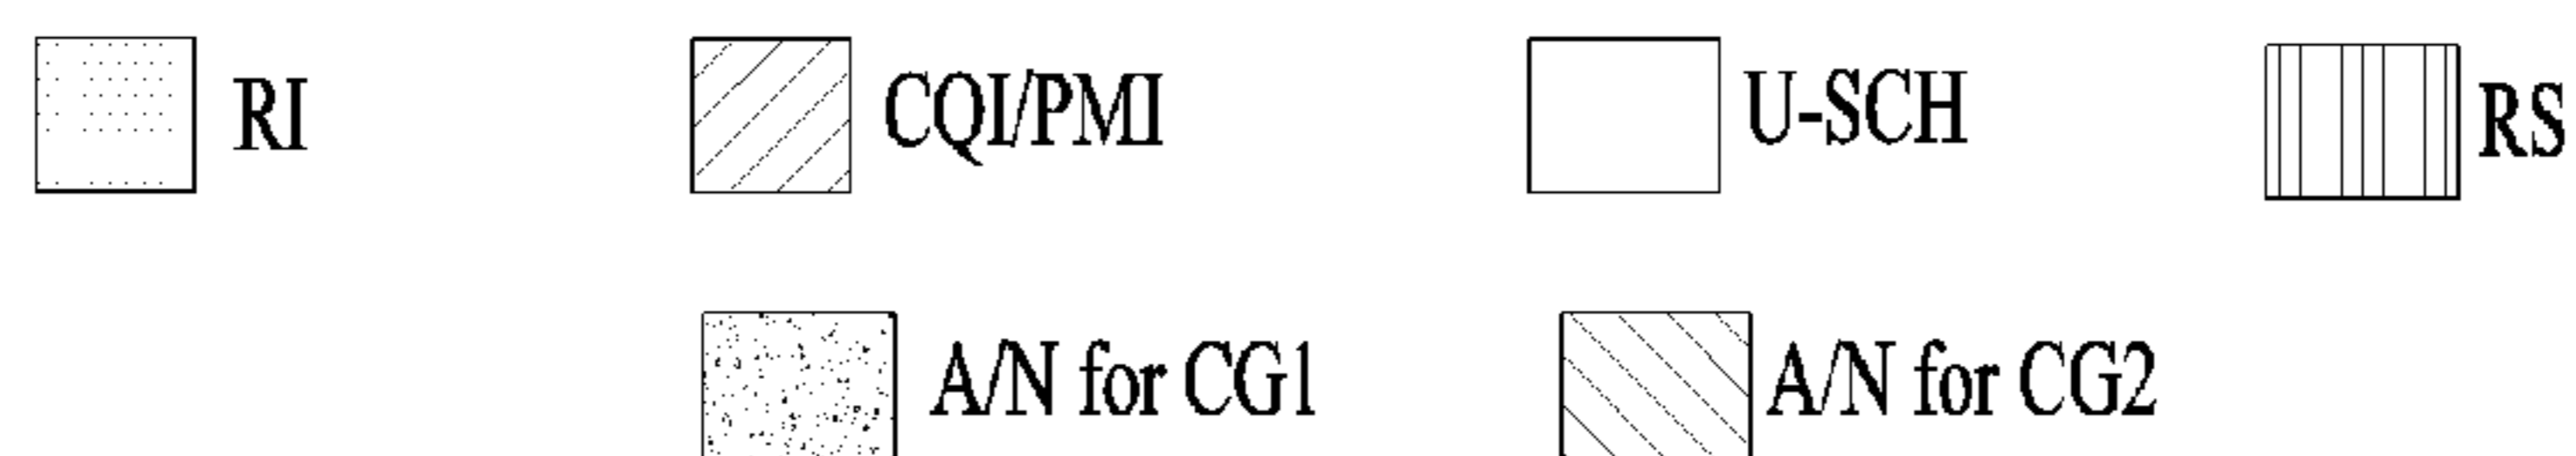 RI CQI/PMI U-SCH RS
A/N for CG1 A/N for CG2